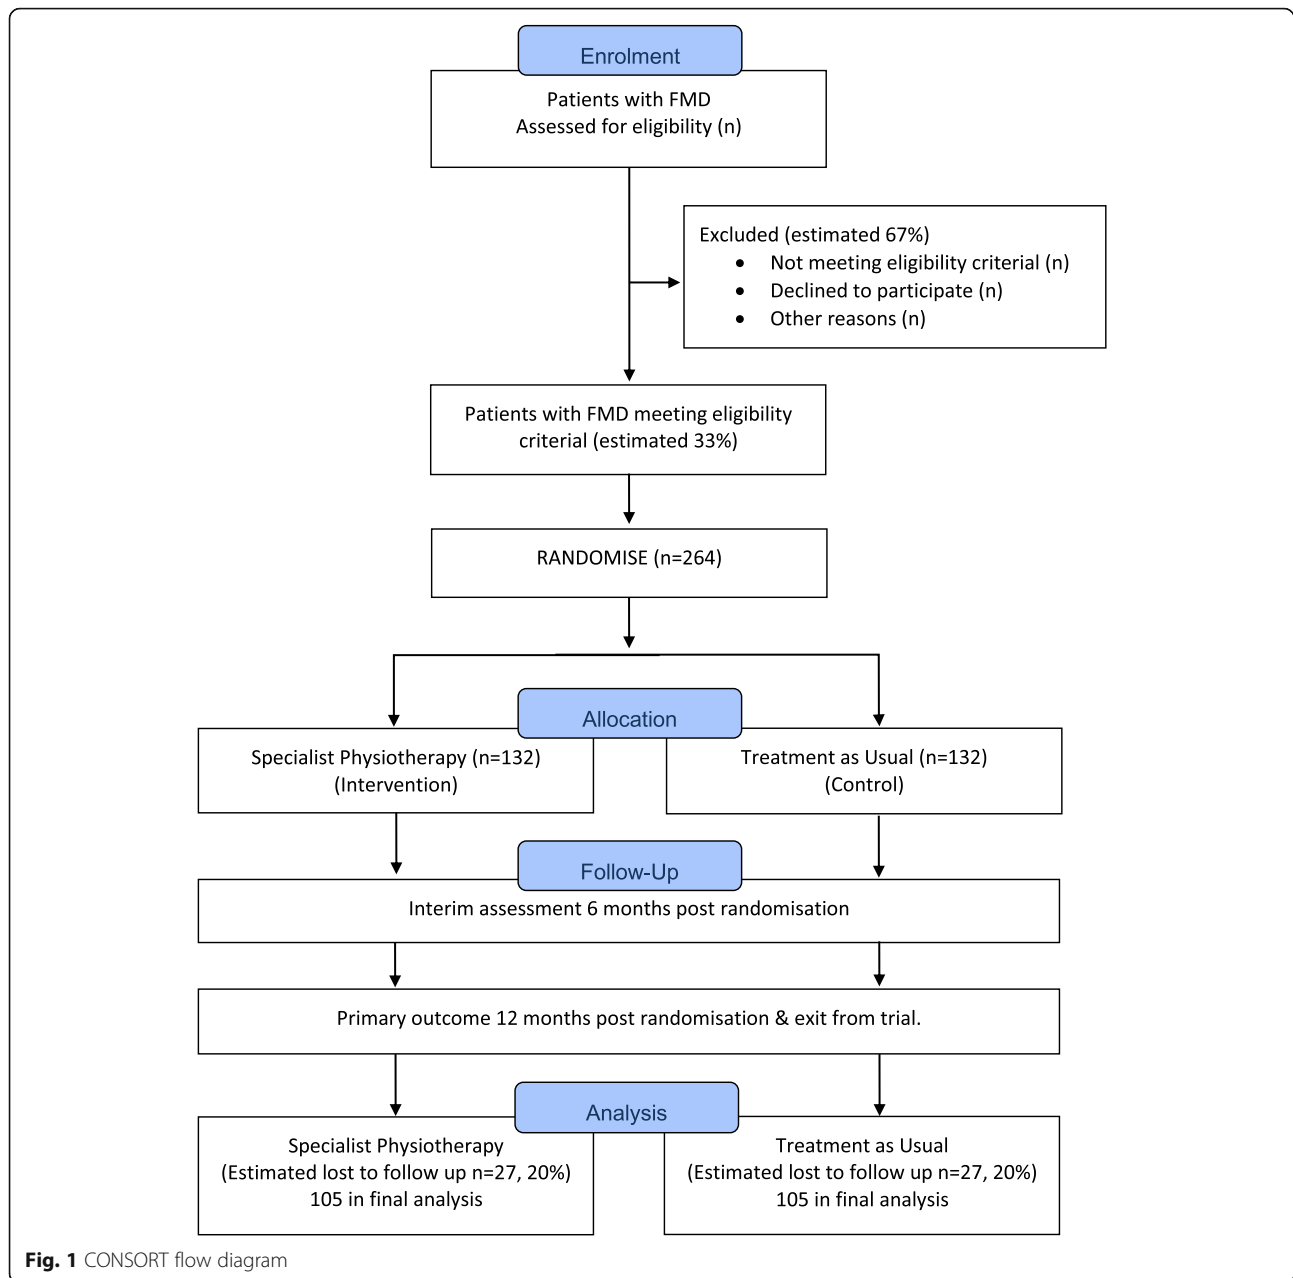 Enrolment
Patients with FMD
Assessed for eligibility (n)
Excluded (estimated 67%)
• Not meeting eligibility criterial (n)
• Declined to participate (n)
• Other reasons (n)
Patients with FMD meeting eligibility
criterial (estimated 33%)
RANDOMISE (n=264)
Allocation
Specialist Physiotherapy (n=132)
(Intervention)
Treatment as Usual (n=132)
(Control)
Follow-Up
Interim assessment 6 months post randomisation
Primary outcome 12 months post randomisation & exit from trial.
Analysis
Specialist Physiotherapy
(Estimated lost to follow up n=27, 20%)
105 in final analysis
Treatment as Usual
(Estimated lost to follow up n=27, 20%)
105 in final analysis
Fig. 1 CONSORT flow diagram